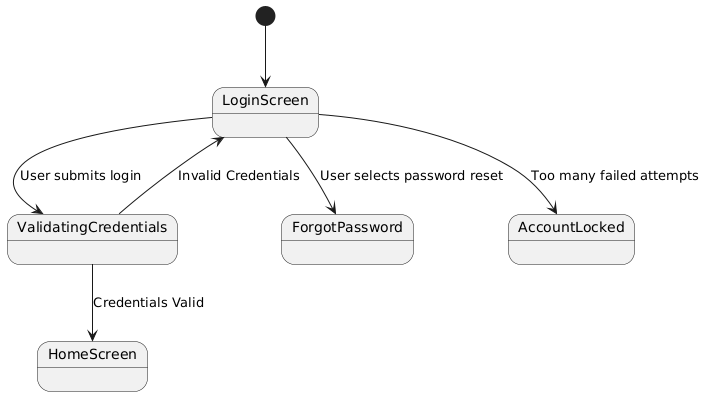 LoginScreen
User submits login
Invalid Credentials
User selects password reset
Too many failed attempts
ValidatingCredentials
ForgotPassword
AccountLocked
Credentials Valid
HomeScreen